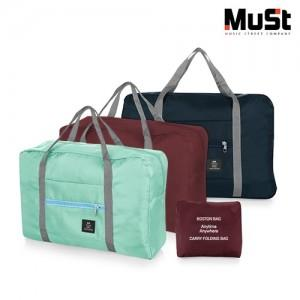 MuSt
MUSIC STREET COMPANY
BOSTON BAG
Anytime
Anywhere
CARRY FOLDING BAG